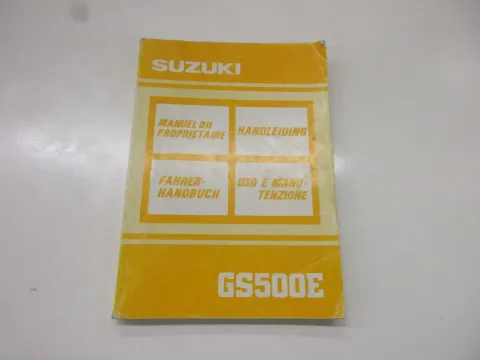 SUZUKI
MANUEL DU
PROPRIETAIRE
HANDLEIDING
FAHRER-
HANDBUCH
USO E MANU-
TENZIONE
GS500E